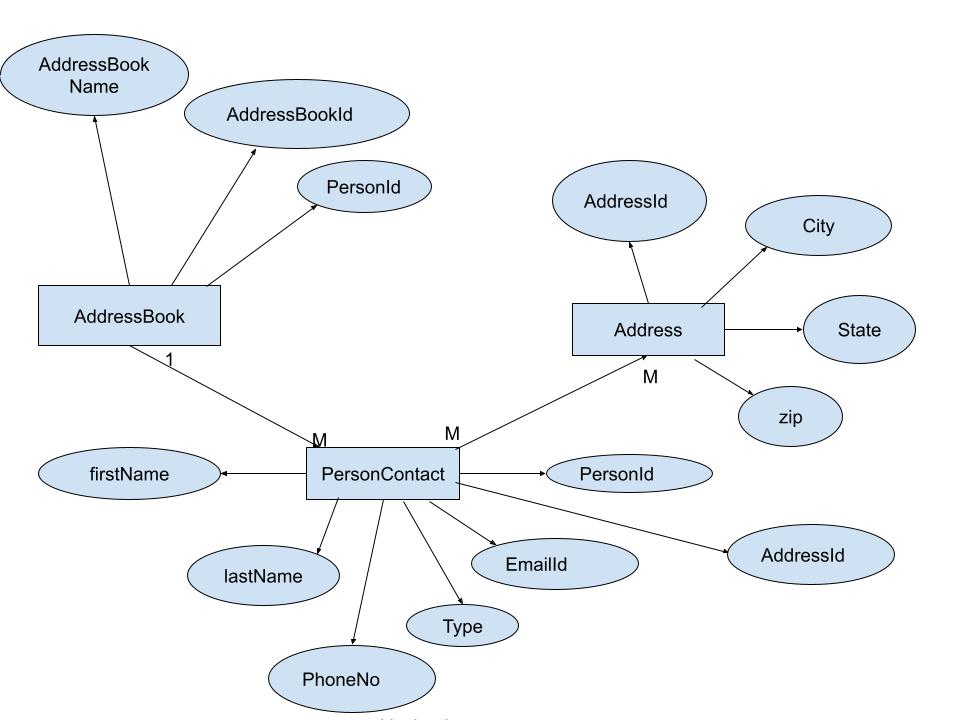 AddressBook
Name
AddressBookId
PersonId
AddressId
City
AddressBook
Address
State
1
M
zip
M
M
firstName
PersonContact
PersonId
lastName
EmailId
AddressId
Type
PhoneNo